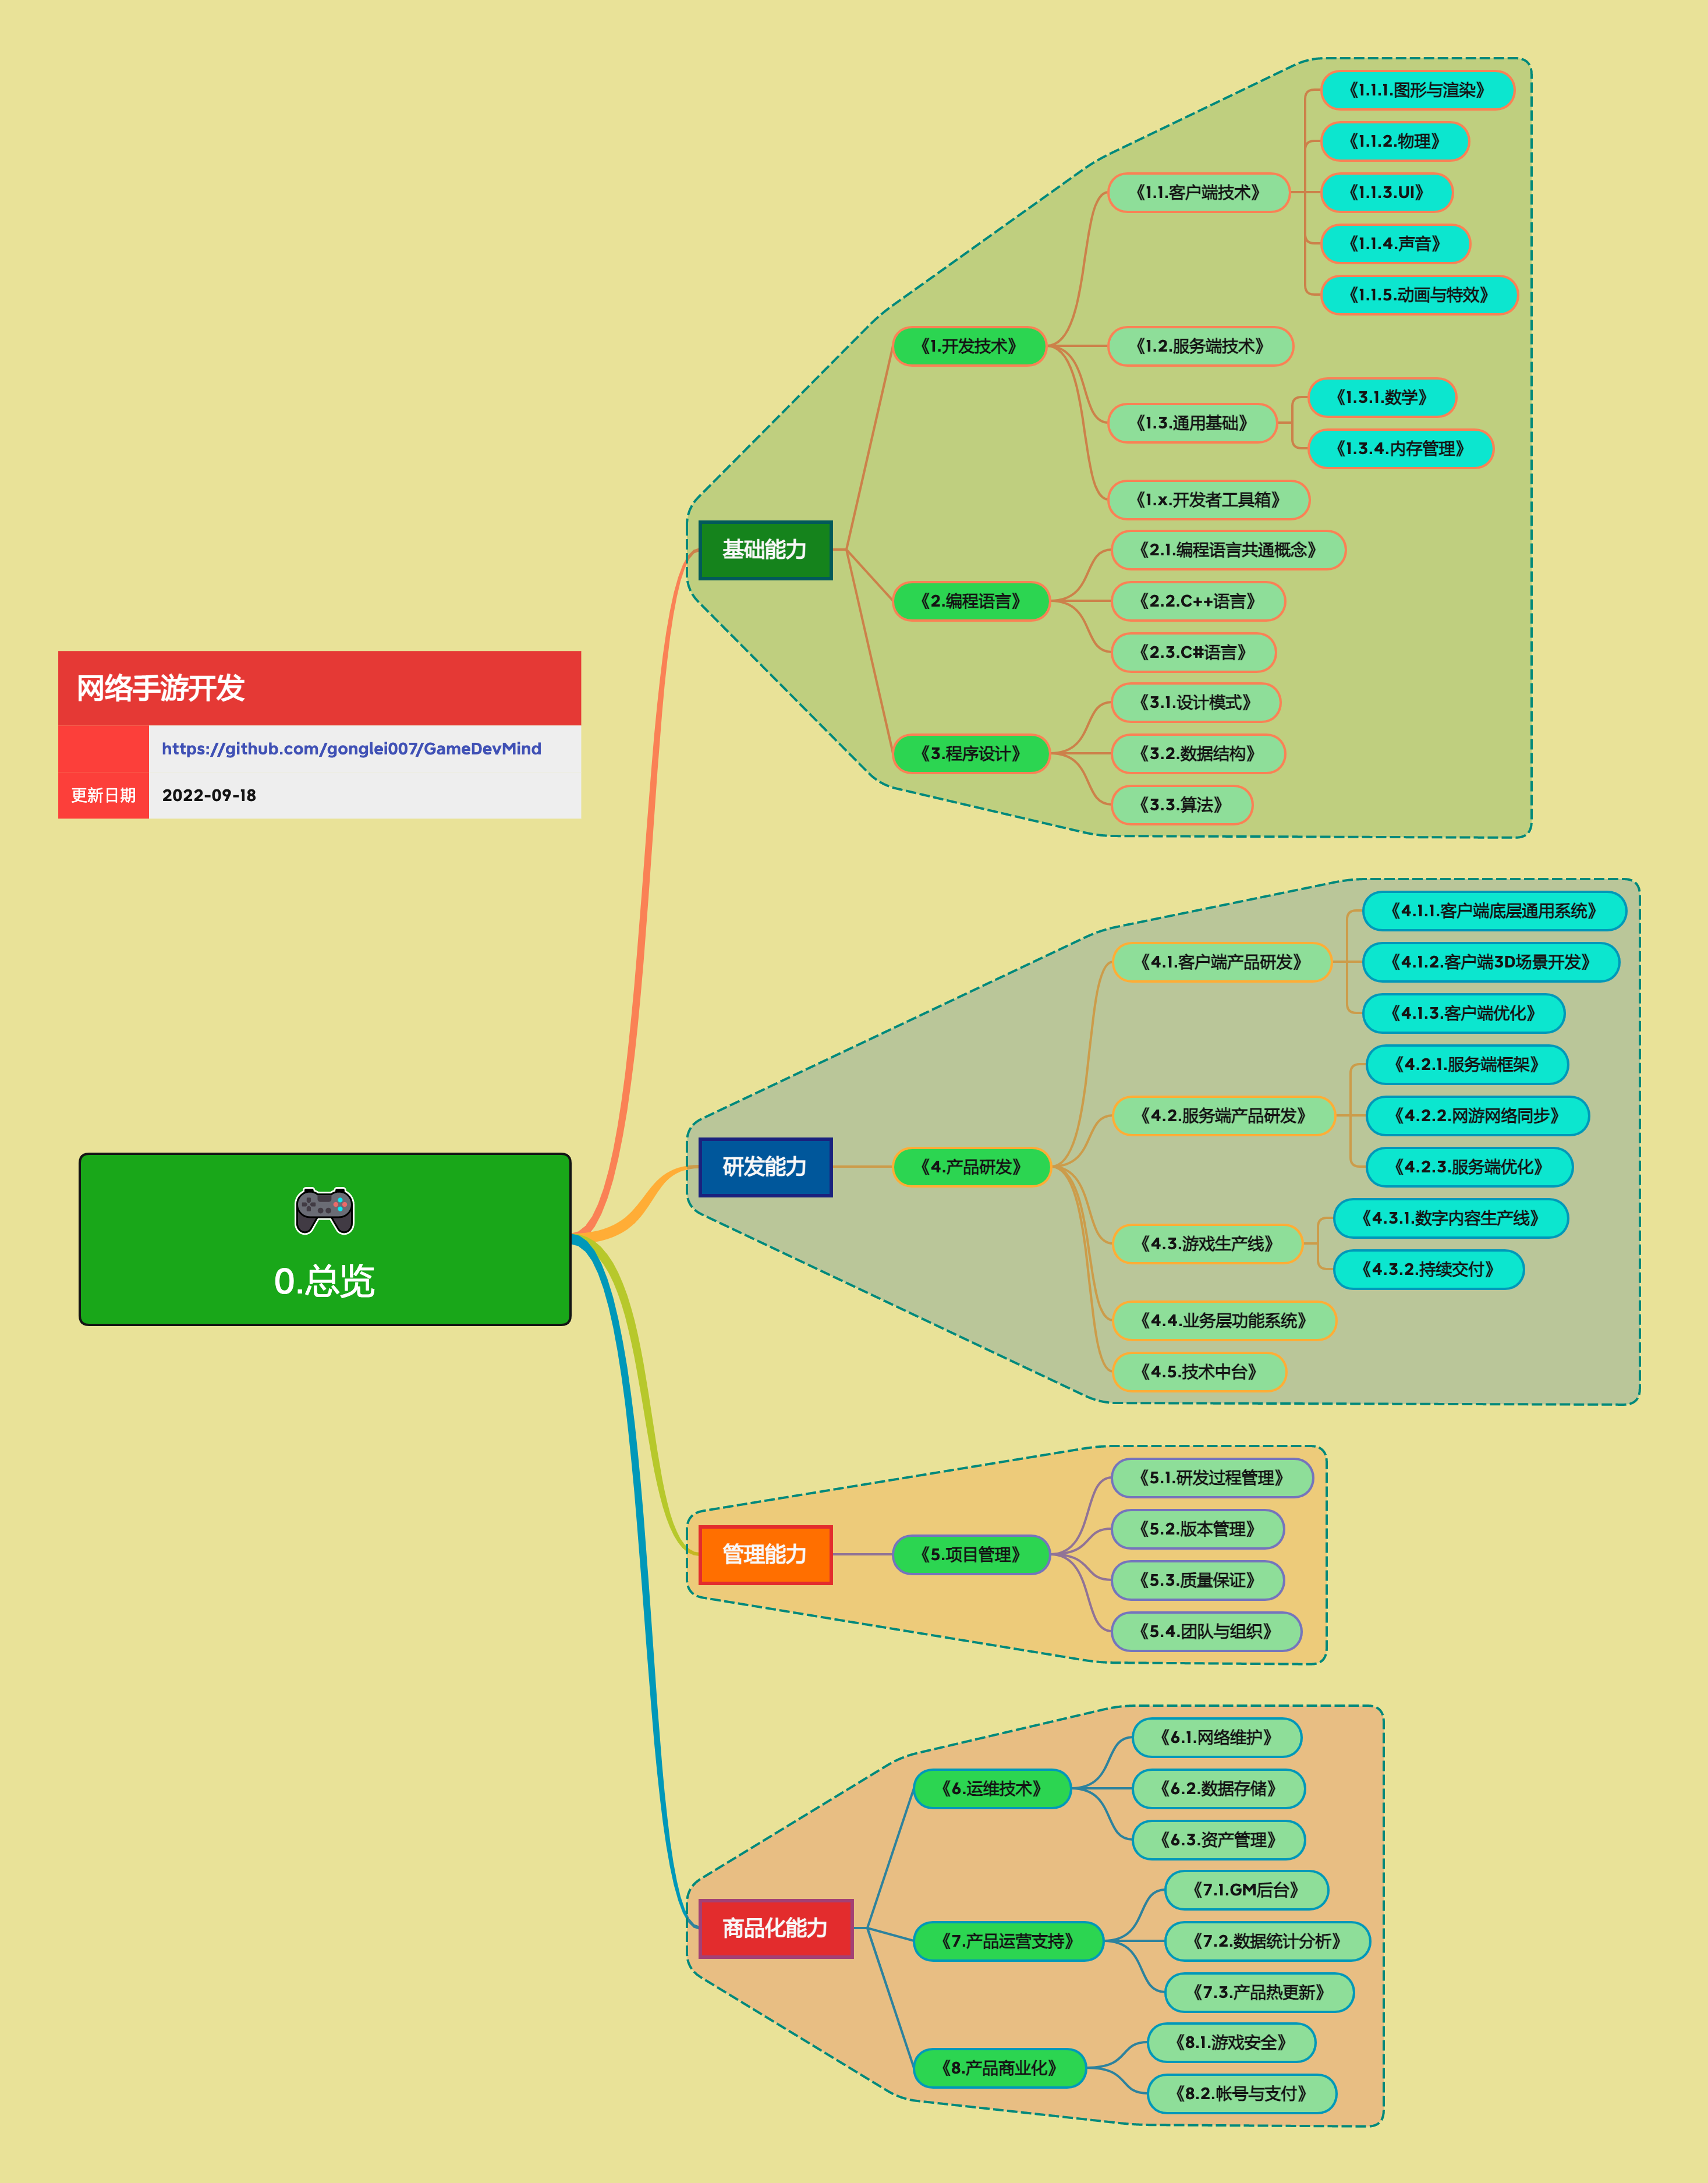 网络手游开发
https://github.com/gonglei007/GameDevMind
更新日期 2022-09-18
0.总览
基础能力
《1.开发技术》
《1.1.客户端技术》
《1.1.1.图形与渲染》
《1.1.2.物理》
《1.1.3.UI》
《1.1.4.声音》
《1.1.5.动画与特效》
《1.2.服务端技术》
《1.3.通用基础》
《1.3.1.数学》
《1.3.4.内存管理》
《1.x.开发者工具箱》
《2.编程语言》
《2.1.编程语言共通概念》
《2.2.C++语言》
《2.3.C#语言》
《3.程序设计》
《3.1.设计模式》
《3.2.数据结构》
《3.3.算法》
研发能力
《4.产品研发》
《4.1.客户端产品研发》
《4.1.1.客户端底层通用系统》
《4.1.2.客户端3D场景开发》
《4.1.3.客户端优化》
《4.2.服务端产品研发》
《4.2.1.服务端框架》
《4.2.2.网游网络同步》
《4.2.3.服务端优化》
《4.3.游戏生产线》
《4.3.1.数字内容生产线》
《4.3.2.持续交付》
《4.4.业务层功能系统》
《4.5.技术中台》
管理能力
《5.项目管理》
《5.1.研发过程管理》
《5.2.版本管理》
《5.3.质量保证》
《5.4.团队与组织》
商品化能力
《6.运维技术》
《6.1.网络维护》
《6.2.数据存储》
《6.3.资产管理》
《7.产品运营支持》
《7.1.GM后台》
《7.2.数据统计分析》
《7.3.产品热更新》
《8.产品商业化》
《8.1.游戏安全》
《8.2.帐号与支付》